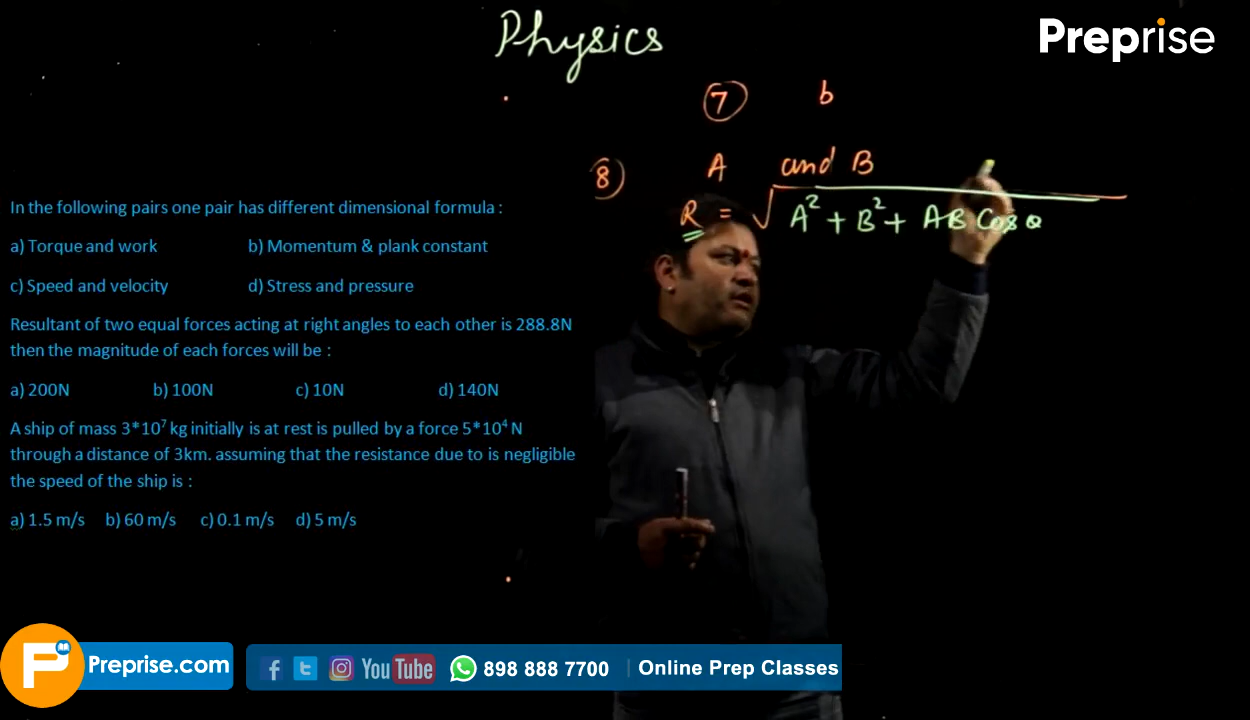 Physics
Preprise
7 b
8 A and B
R = √ A² + B² + AB Cos θ
In the following pairs one pair has different dimensional formula :
a) Torque and work b) Momentum & plank constant
c) Speed and velocity d) Stress and pressure
Resultant of two equal forces acting at right angles to each other is 288.8N
then the magnitude of each forces will be :
a) 200N b) 100N c) 10N d) 140N
A ship of mass 3*10⁷ kg initially is at rest is pulled by a force 5*10⁴ N
through a distance of 3km. assuming that the resistance due to is negligible
the speed of the ship is :
a) 1.5 m/s b) 60 m/s c) 0.1 m/s d) 5 m/s
P Preprise.com f t YouTube 898 888 7700 | Online Prep Classes